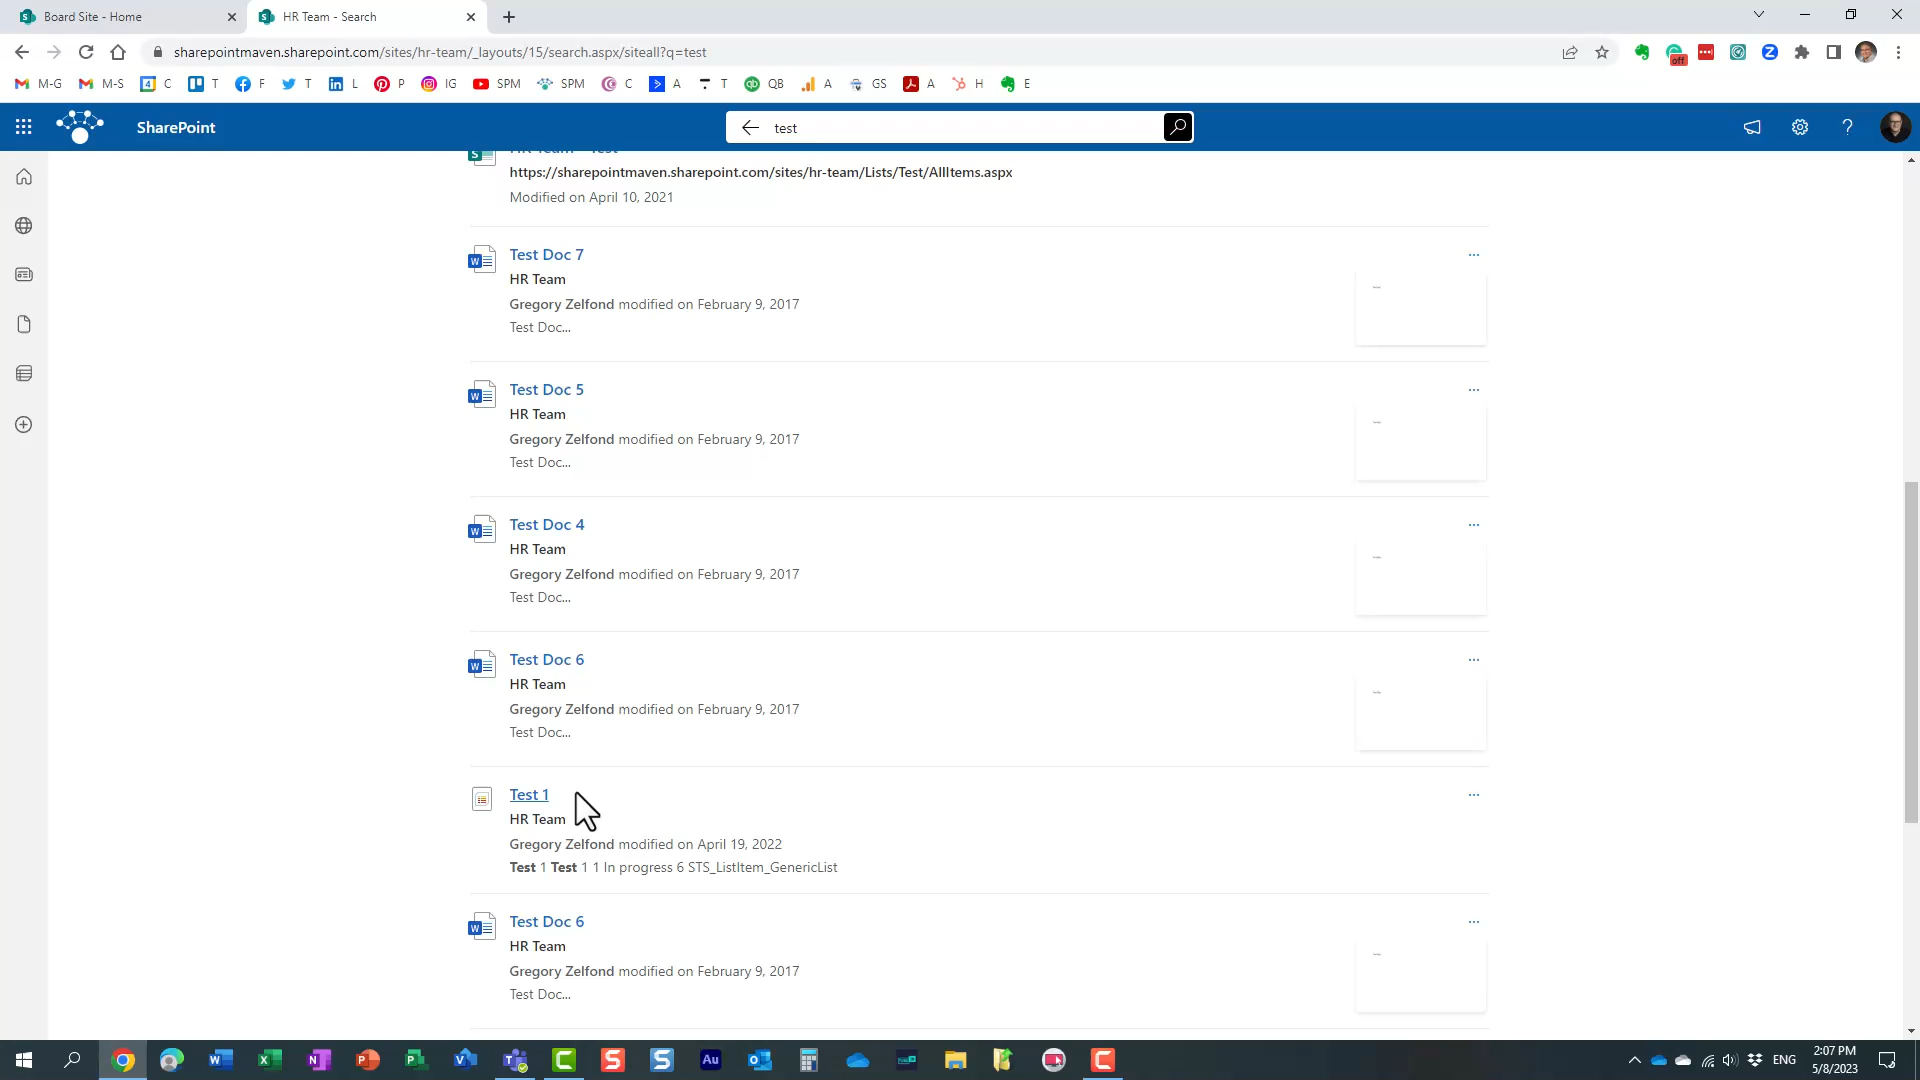 Board Site - Home
HR Team - Search
sharepointmaven.sharepoint.com/sites/hr-team/_layouts/15/search.aspx/siteall?q=test
off
M-G M-S C T F T L P IG SPM SPM C A T QB A GS A H E
SharePoint
test
https://sharepointmaven.sharepoint.com/sites/hr-team/Lists/Test/AllItems.aspx
Modified on April 10, 2021
Test Doc 7
HR Team
Gregory Zelfond modified on February 9, 2017
Test Doc...
Test Doc 5
HR Team
Gregory Zelfond modified on February 9, 2017
Test Doc...
Test Doc 4
HR Team
Gregory Zelfond modified on February 9, 2017
Test Doc...
Test Doc 6
HR Team
Gregory Zelfond modified on February 9, 2017
Test Doc...
Test 1
HR Team
Gregory Zelfond modified on April 19, 2022
Test 1 Test 1 1 In progress 6 STS_ListItem_GenericList
Test Doc 6
HR Team
Gregory Zelfond modified on February 9, 2017
Test Doc...
ENG
2:07 PM
5/8/2023